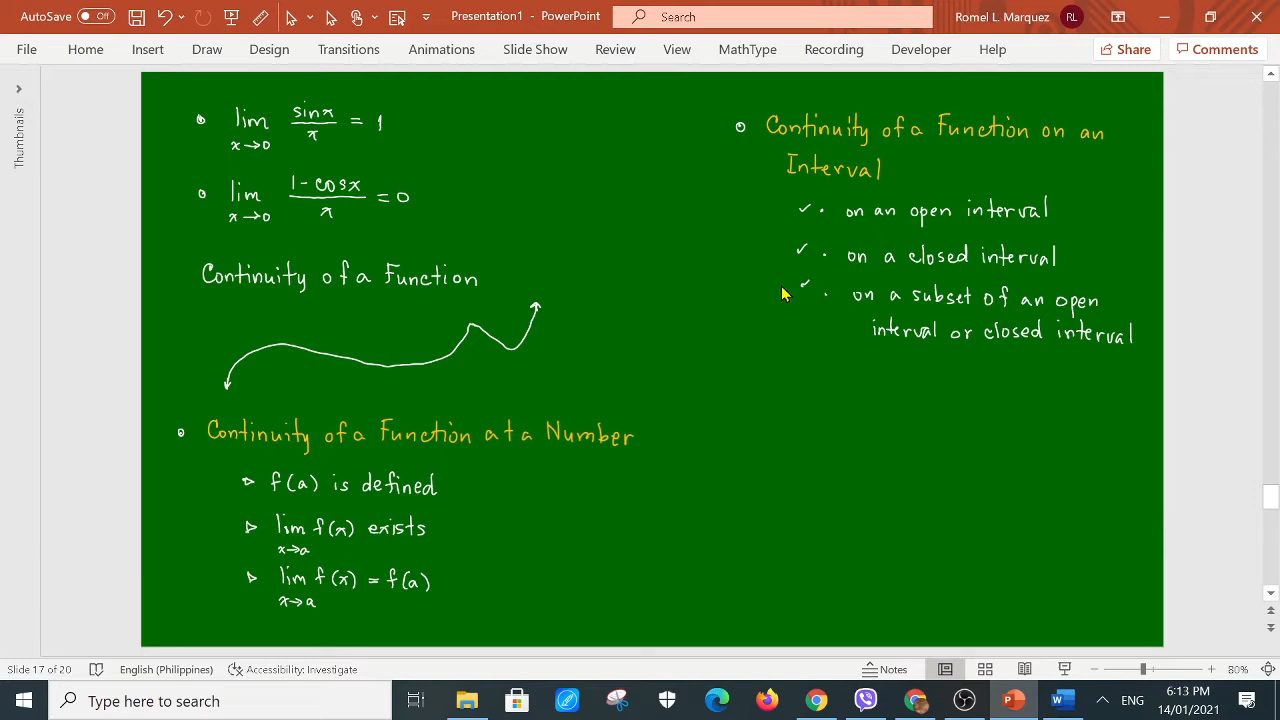 AutoSave Off Presentation1 - PowerPoint Search Romel L. Marquez RL
File Home Insert Draw Design Transitions Animations Slide Show Review View MathType Recording Developer Help Share Comments
Thumbnails
lim sinx/x = 1
x→0
lim 1-cosx/x = 0
x→0
Continuity of a Function
Continuity of a Function at a Number
f(a) is defined
lim f(x) exists
x→a
lim f(x) = f(a)
x→a
Continuity of a Function on an
Interval
✓ · on an open interval
✓ · on a closed interval
✓ · on a subset of an open
interval or closed interval
Slide 17 of 20 English (Philippines) Accessibility: Investigate Notes 80%
Type here to search ENG 6:13 PM
14/01/2021